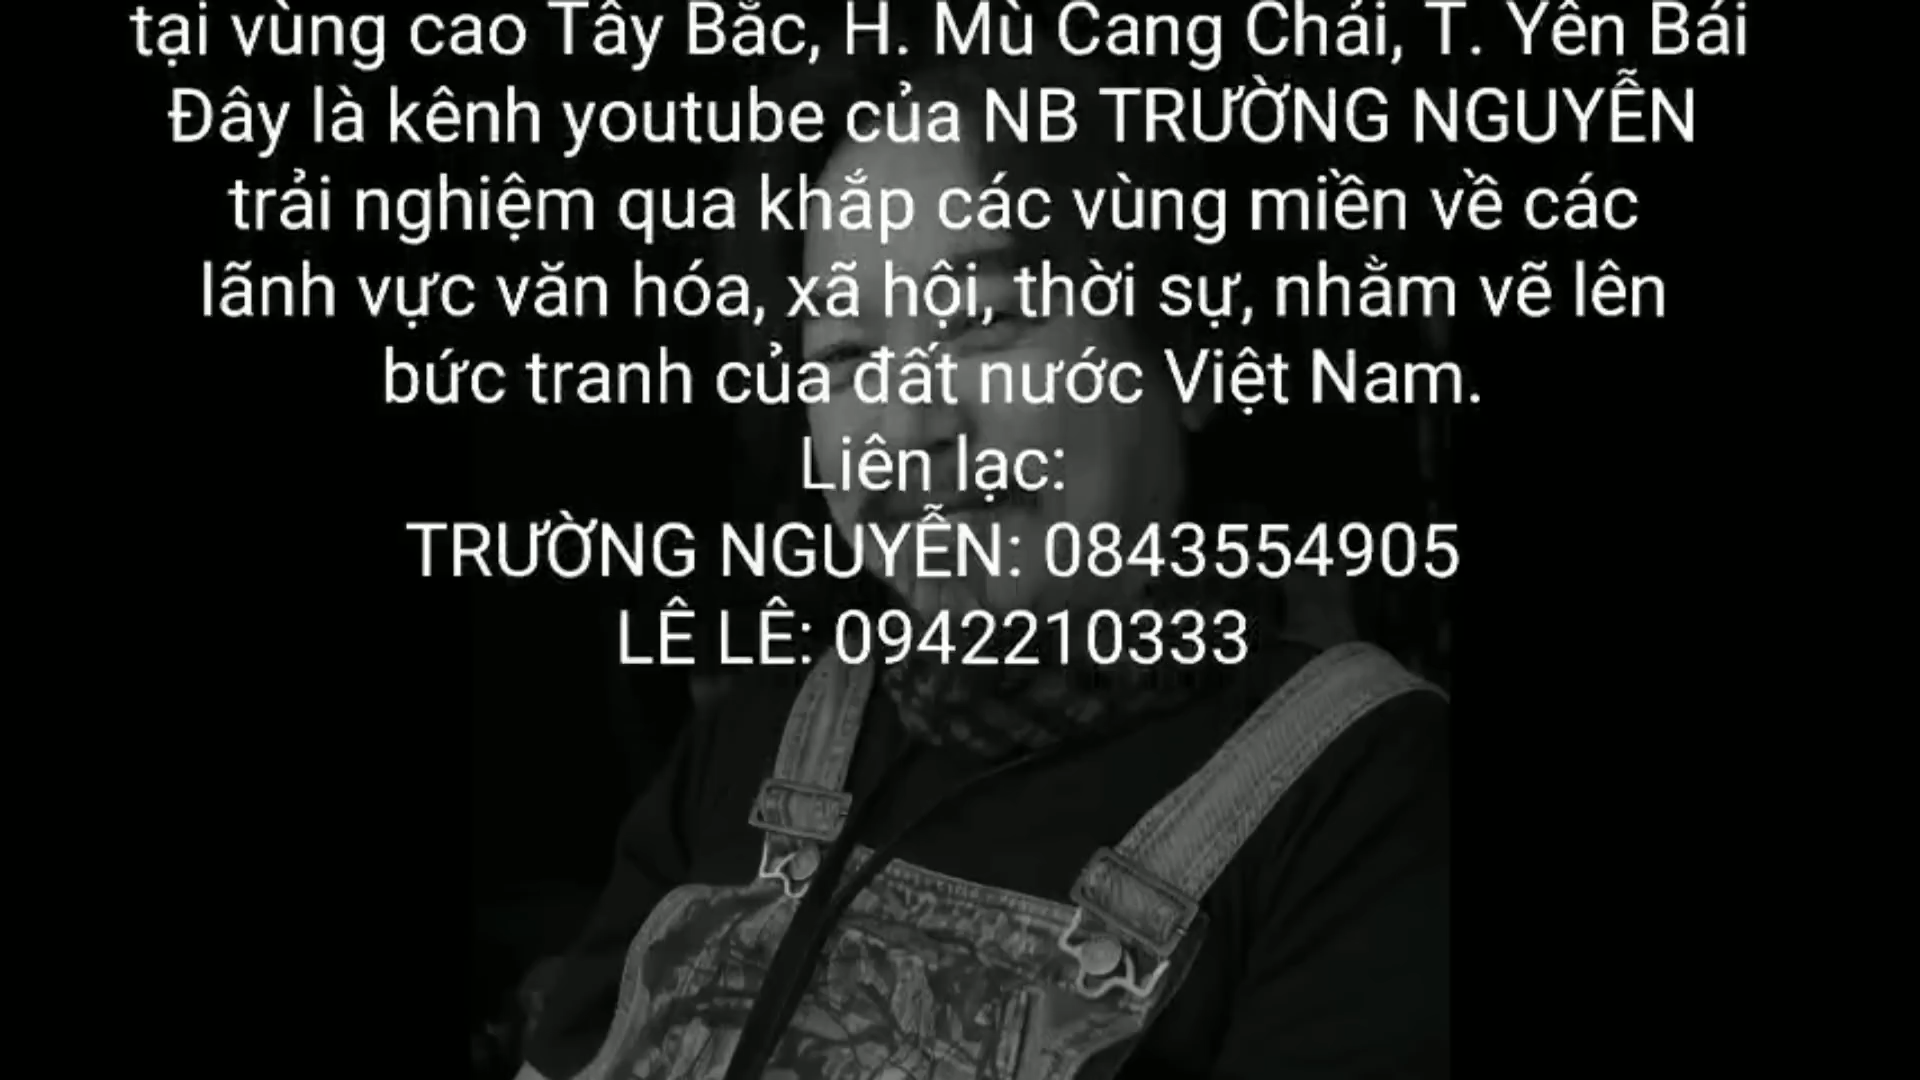 tại vùng cao Tây Bắc, H. Mù Cang Chải, T. Yên Bái
Đây là kênh youtube của NB TRƯỜNG NGUYỄN
trải nghiệm qua khắp các vùng miền về các
lãnh vực văn hóa, xã hội, thời sự, nhằm vẽ lên
bức tranh của đất nước Việt Nam.
Liên lạc:
TRƯỜNG NGUYỄN: 0843554905
LÊ LÊ: 0942210333